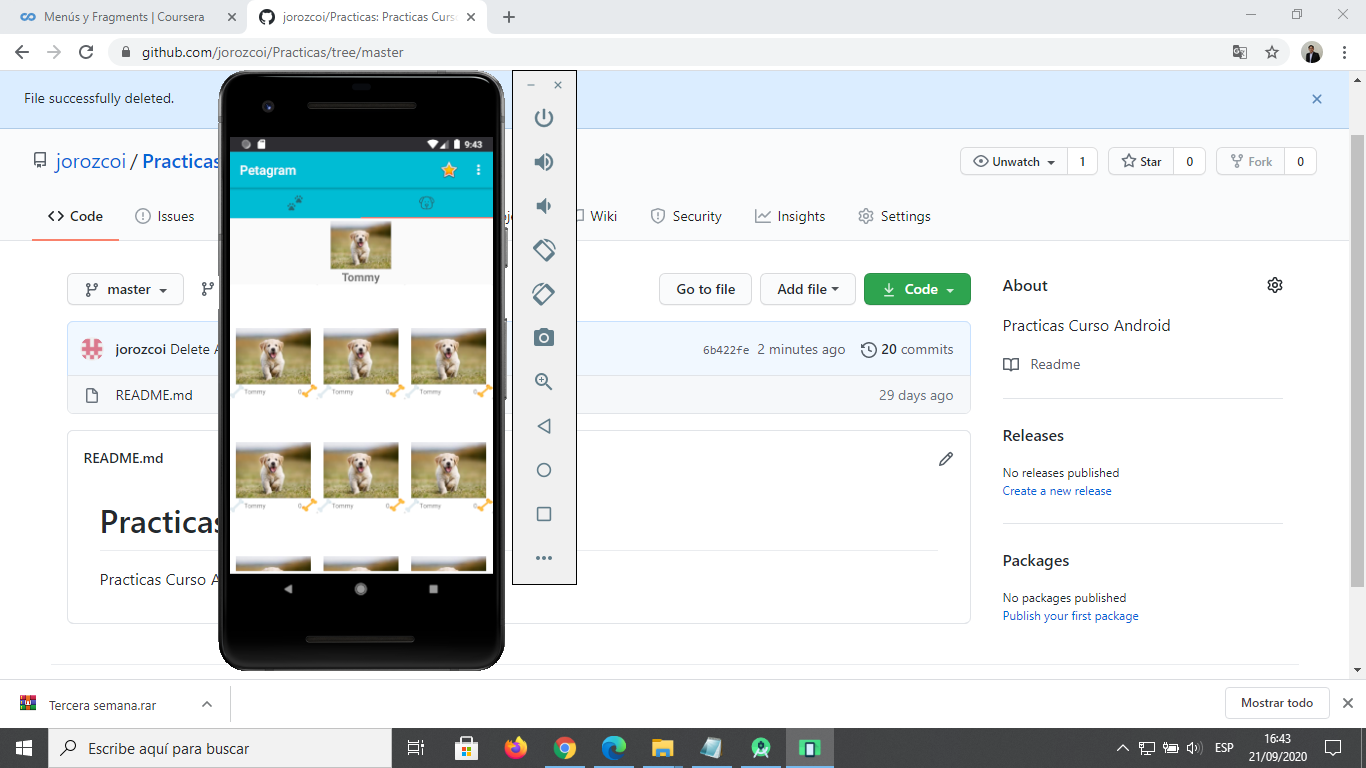 Menús y Fragments | Coursera
jorozcoi/Practicas: Practicas Curs
github.com/jorozcoi/Practicas/tree/master
File successfully deleted.
jorozcoi / Practicas
Unwatch 1
Star 0
Fork 0
Code
Issues
Wiki
Security
Insights
Settings
master
Go to file
Add file
Code
jorozcoi Delete
6b422fe 2 minutes ago 20 commits
README.md 29 days ago
README.md
Practicas
Practicas Curso A
About
Practicas Curso Android
Readme
Releases
No releases published
Create a new release
Packages
No packages published
Publish your first package
9:43
Petagram
Tommy
Tommy 0 Tommy 0 Tommy 0
Tommy 0 Tommy 0 Tommy 0
Tercera semana.rar
Mostrar todo
Escribe aquí para buscar
ESP
16:43
21/09/2020